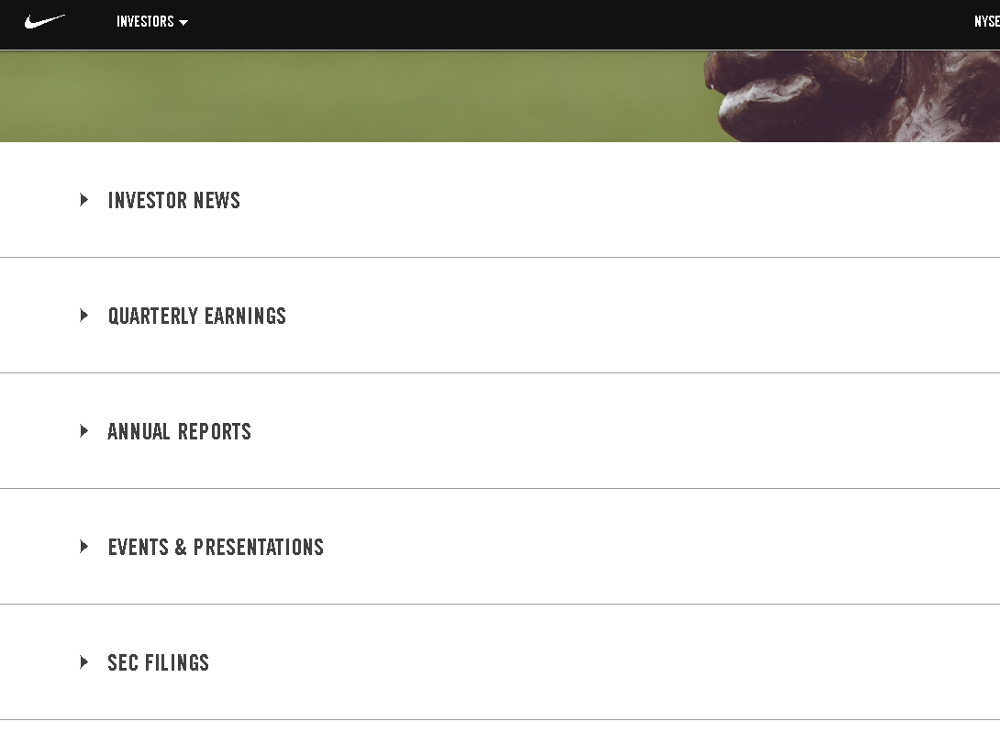 INVESTORS
NYSE
INVESTOR NEWS
QUARTERLY EARNINGS
ANNUAL REPORTS
EVENTS & PRESENTATIONS
SEC FILINGS